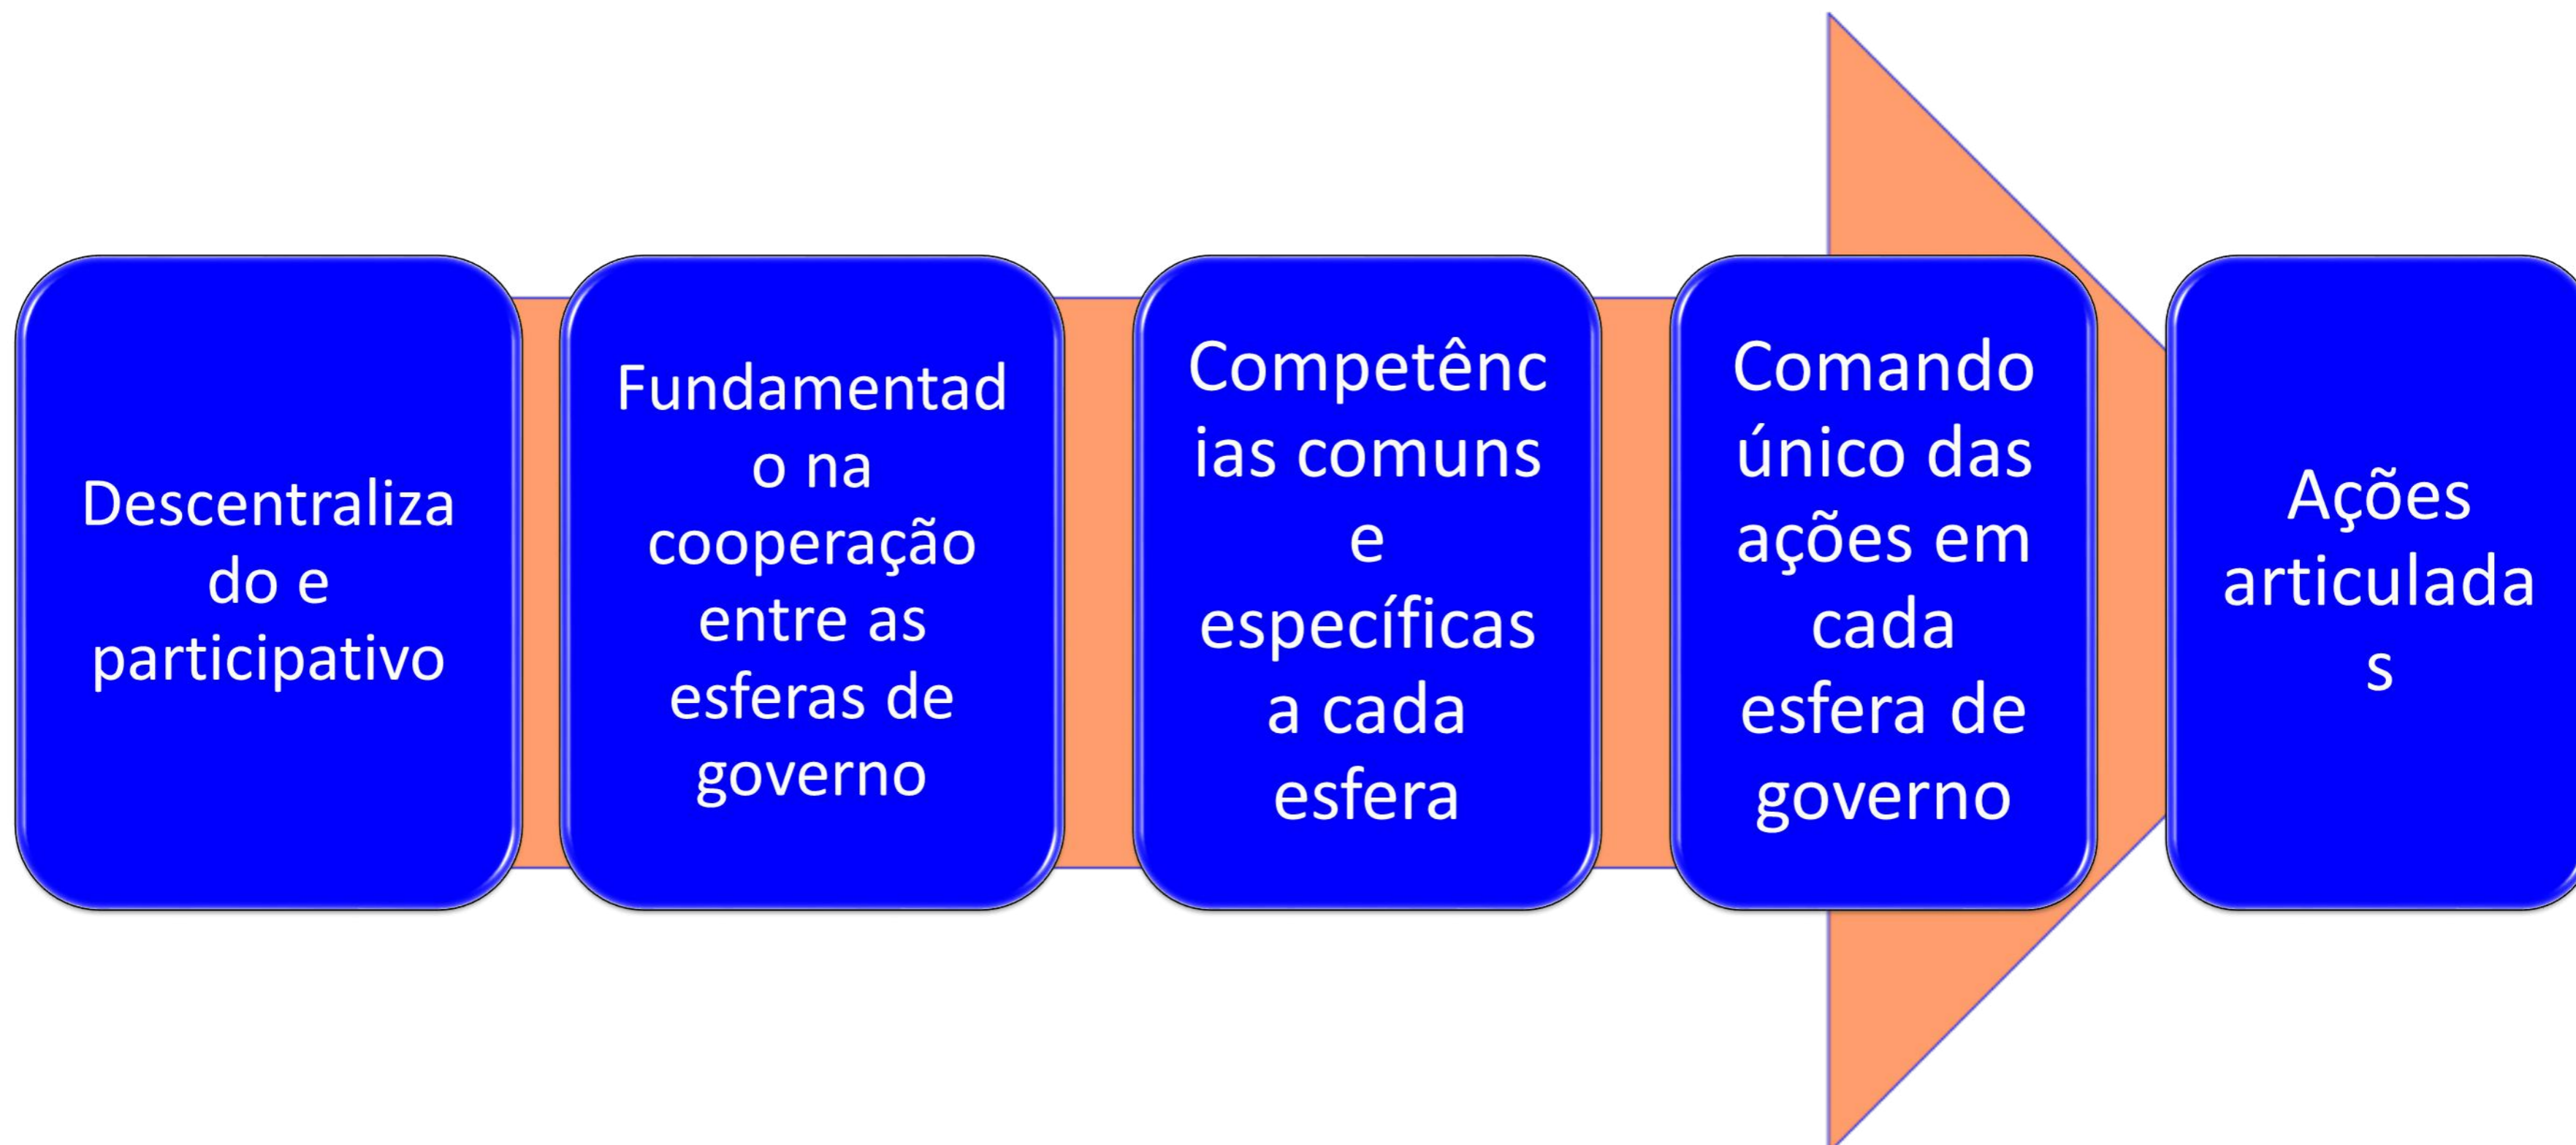 Descentraliza
do e
participativo
Fundamentad
o na
cooperação
entre as
esferas de
governo
Competênc
ias comuns
e
específicas
a cada
esfera
Comando
único das
ações em
cada
esfera de
governo
Ações
articulada
s